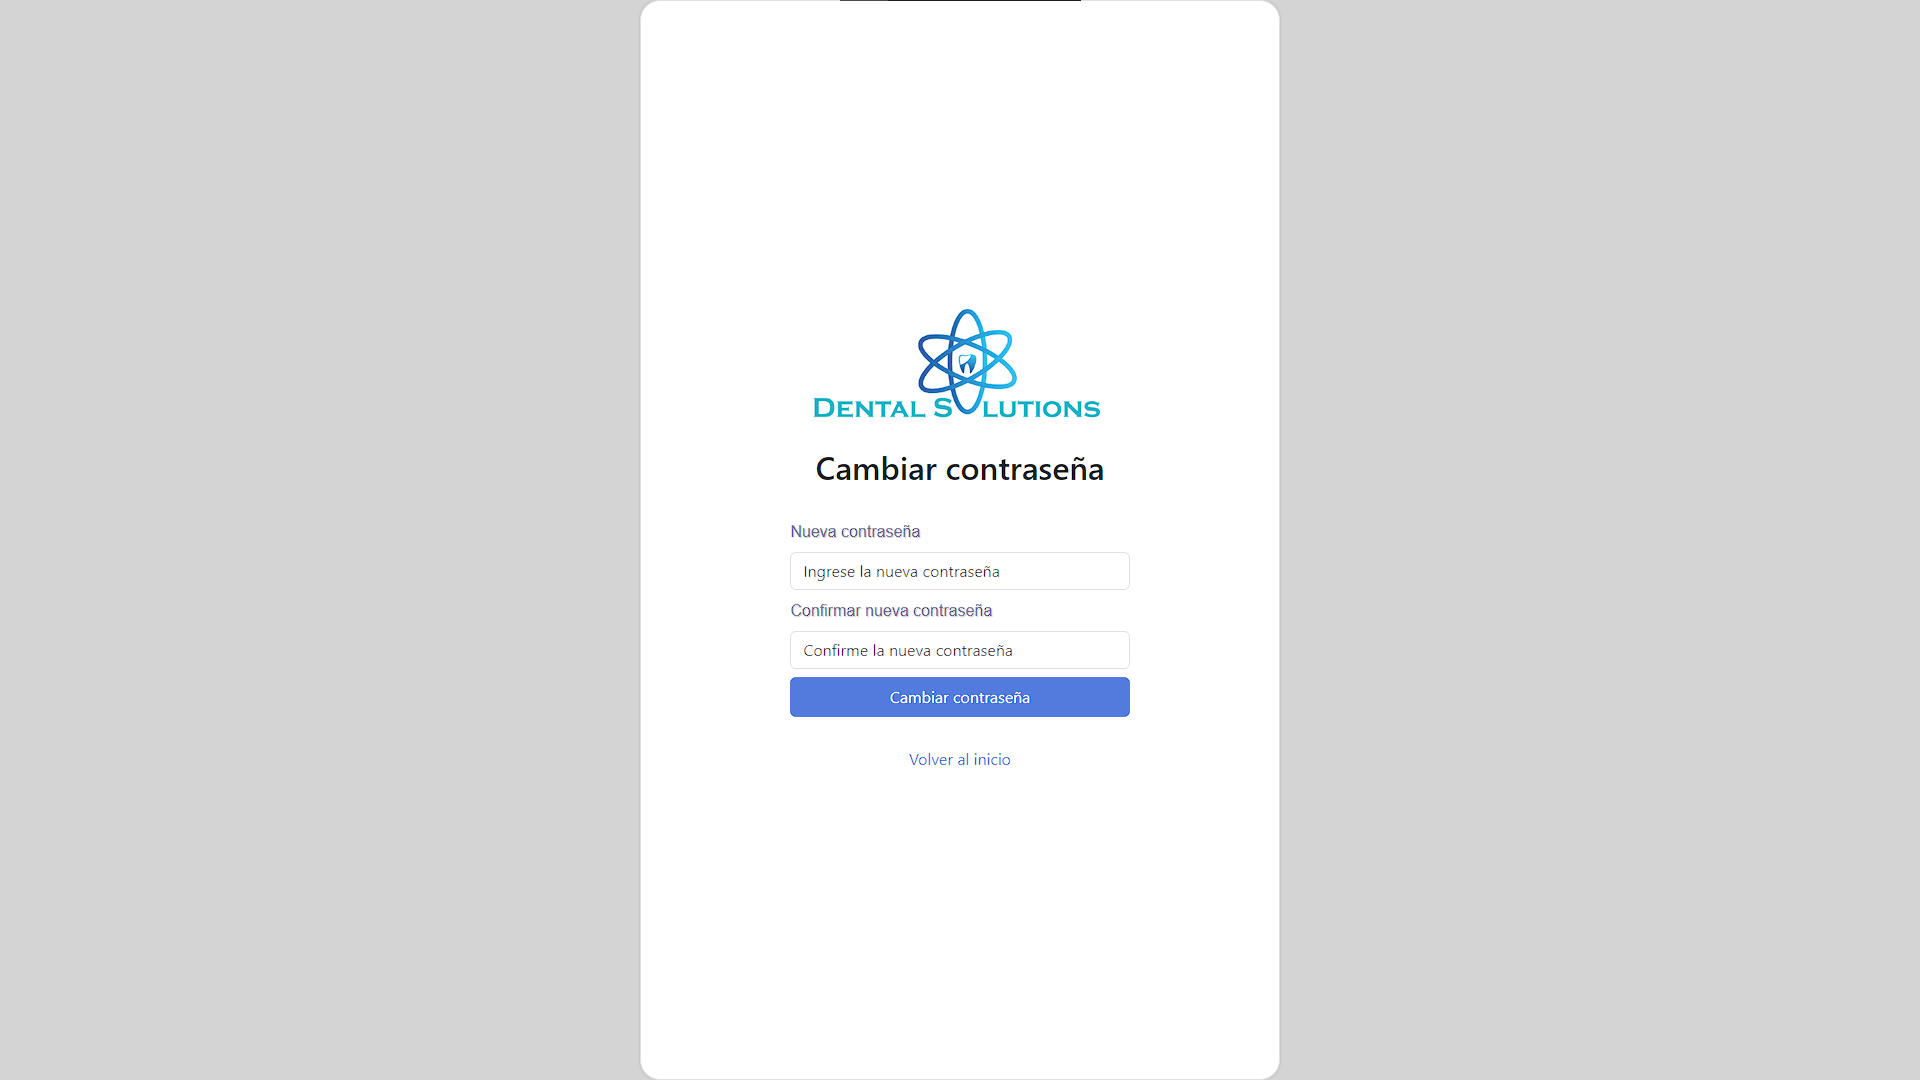 DENTAL SOLUTIONS
Cambiar contraseña
Nueva contraseña
Ingrese la nueva contraseña
Confirmar nueva contraseña
Confirme la nueva contraseña
Cambiar contraseña
Volver al inicio